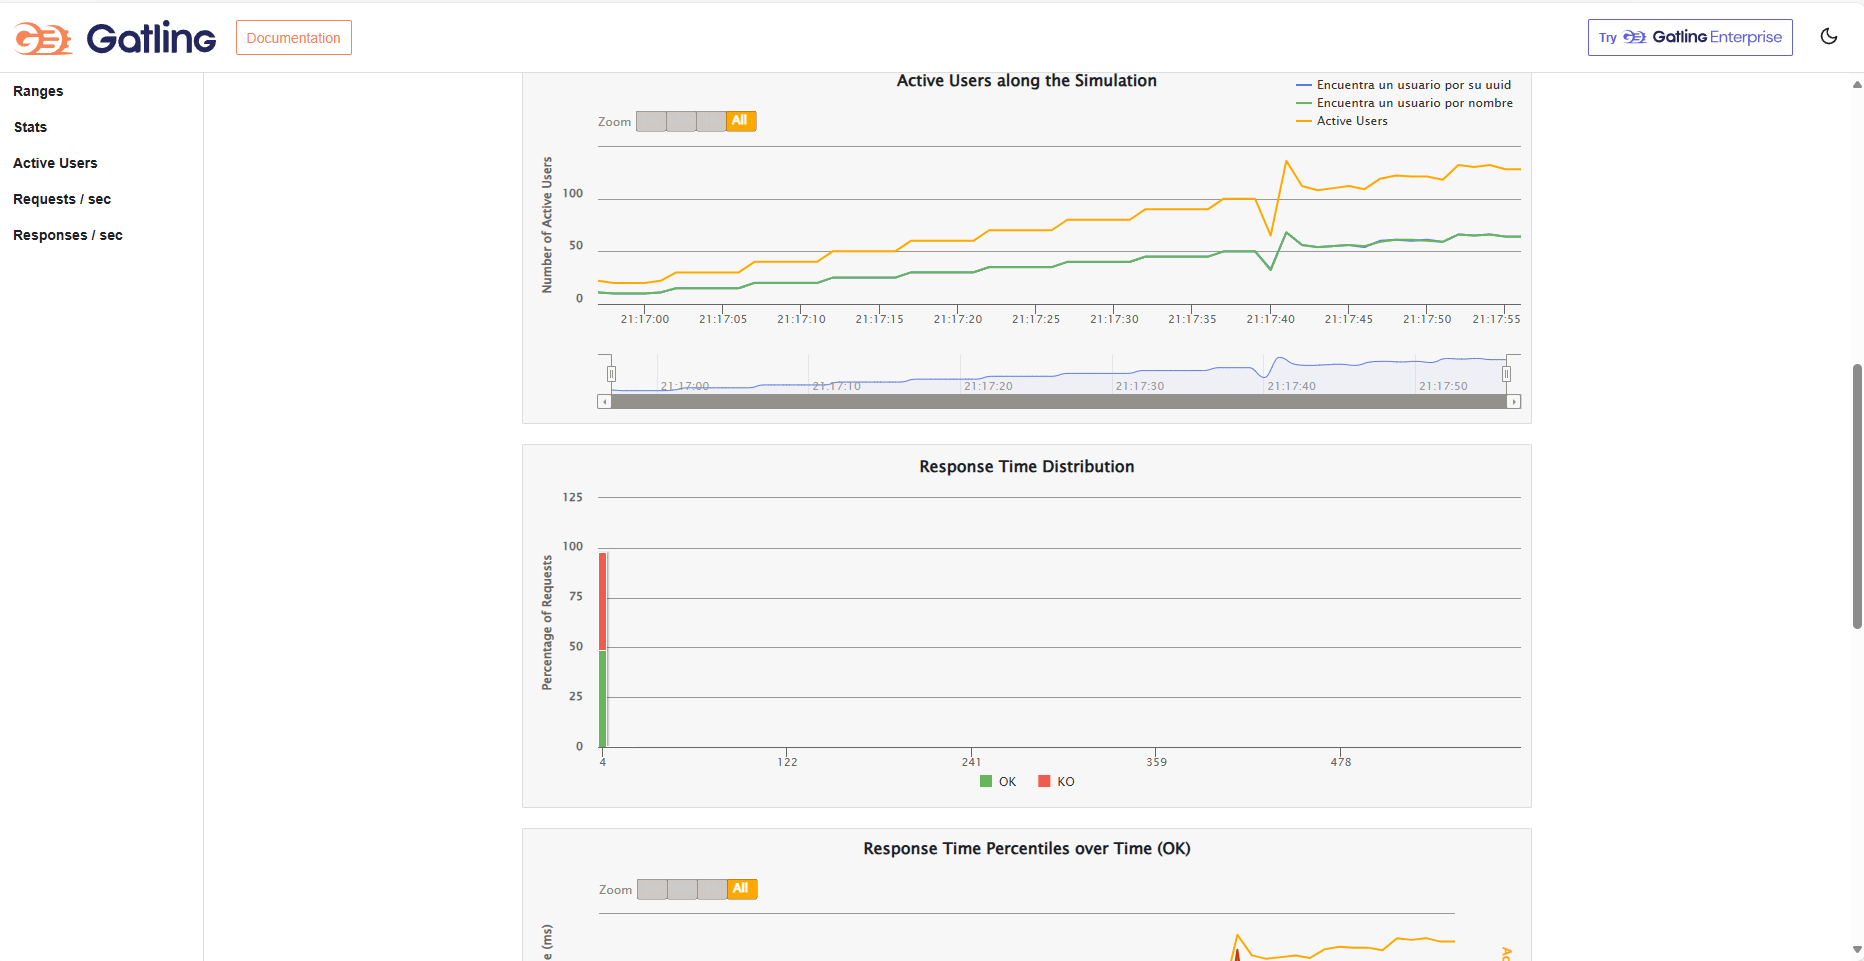 Gatling
Documentation
Try Gatling Enterprise
Ranges
Stats
Active Users
Requests / sec
Responses / sec
Active Users along the Simulation
Encuentra un usuario por su uuid
Encuentra un usuario por nombre
Active Users
Zoom
All
Number of Active Users
100
50
0
21:17:00 21:17:05 21:17:10 21:17:15 21:17:20 21:17:25 21:17:30 21:17:35 21:17:40 21:17:45 21:17:50 21:17:55
21:17:00 21:17:10 21:17:20 21:17:30 21:17:40 21:17:50
Response Time Distribution
Percentage of Requests
125
100
75
50
25
0
4 122 241 359 478
OK KO
Response Time Percentiles over Time (OK)
Zoom
All
(ms)